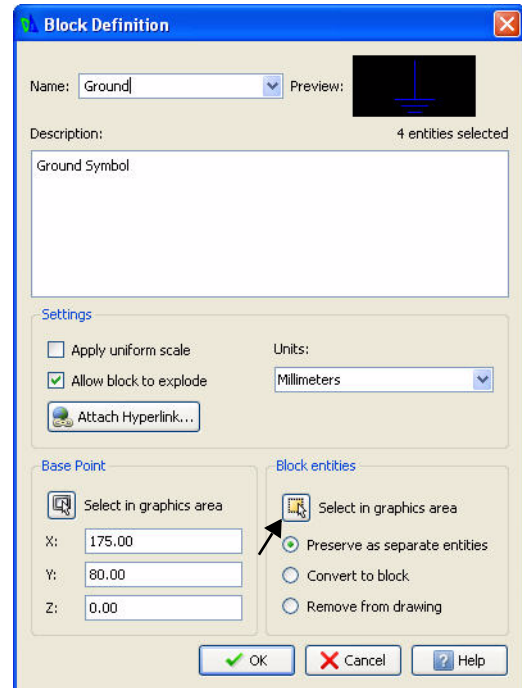 Block Definition
Name: Ground Preview:
Description: 4 entities selected
Ground Symbol
Settings
Apply uniform scale Units:
Allow block to explode Millimeters
Attach Hyperlink...
Base Point Block entities
Select in graphics area Select in graphics area
X: 175.00 Preserve as separate entities
Y: 80.00 Convert to block
Z: 0.00 Remove from drawing
OK Cancel ? Help